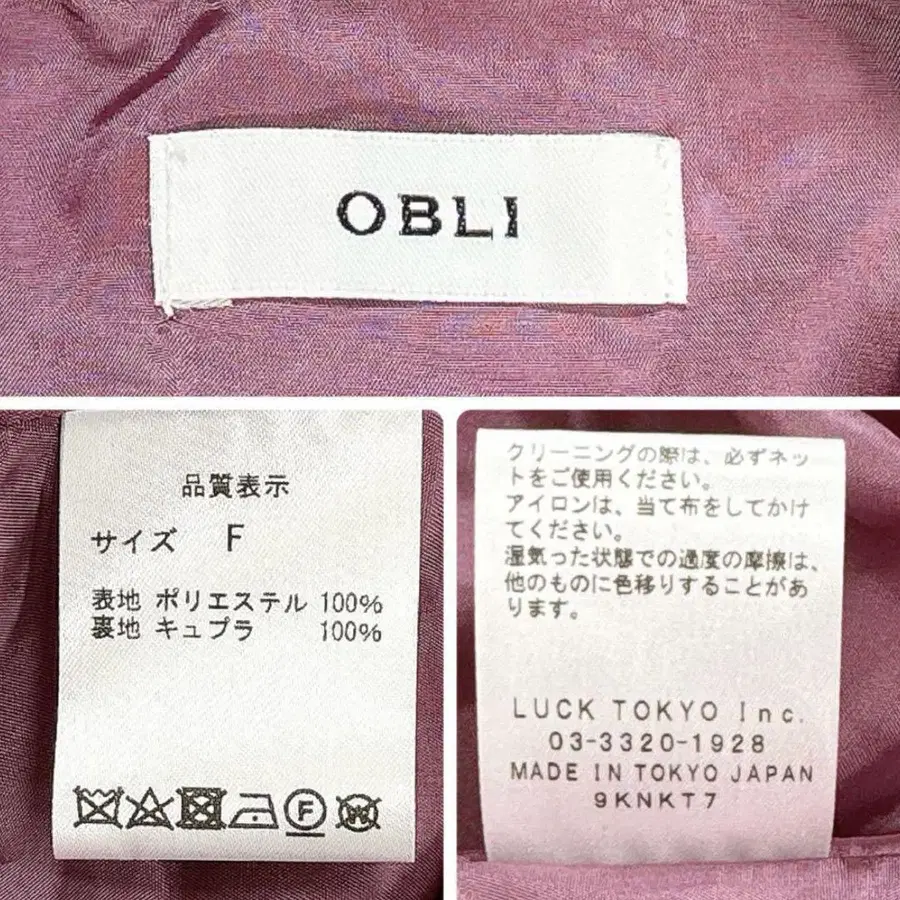 OBLI
品質表示
サイズ F
表地 ポリエステル 100%
裏地 キュプラ 100%
P
W
クリーニングの際は、必ずネッ
トをご使用ください。
アイロンは、当て布をしてかけ
てください。
湿気った状態での過度の摩擦は、
他のものに色移りすることがあ
ります。
LUCK TOKYO Inc.
03-3320-1928
MADE IN TOKYO JAPAN
9KNKT7